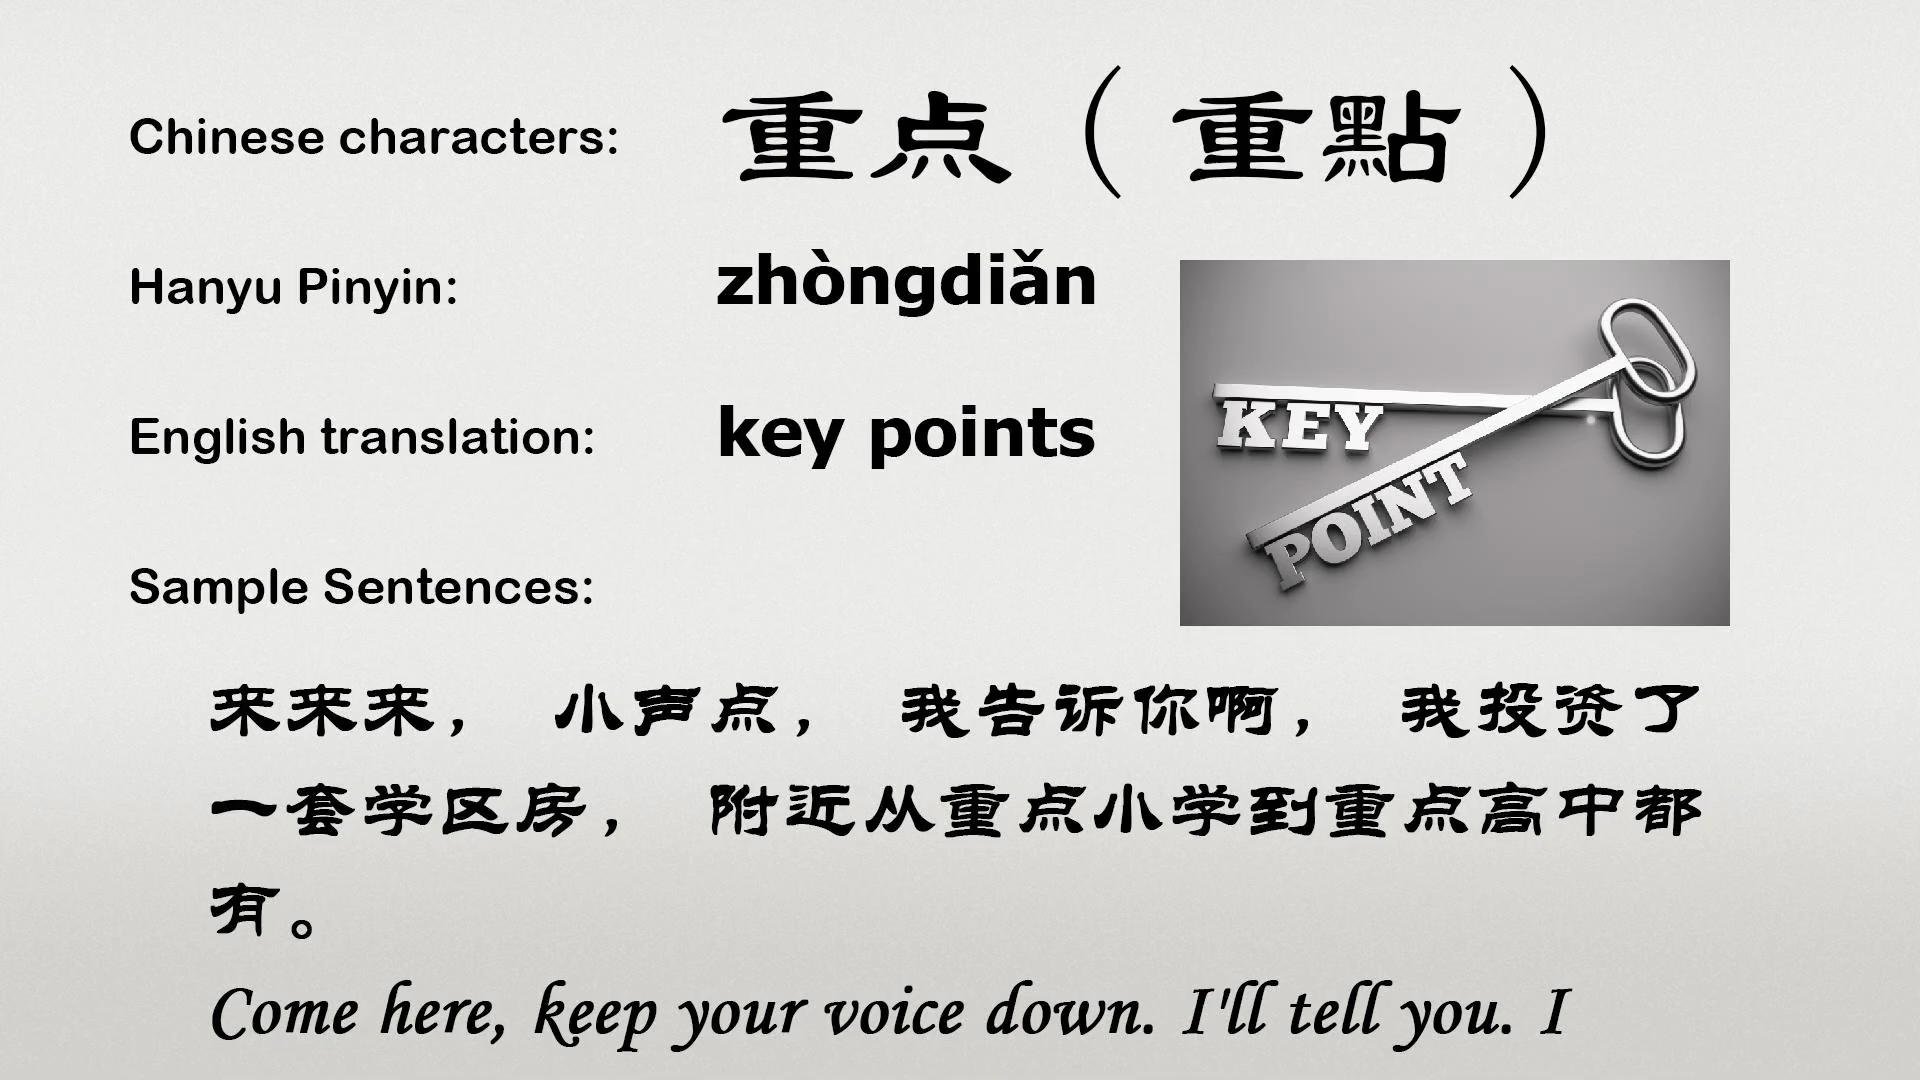 Chinese characters: 重点（重點）
Hanyu Pinyin: zhòngdiǎn
English translation: key points
KEY
POINT
Sample Sentences:
来来来， 小声点， 我告诉你啊， 我投资了
一套学区房， 附近从重点小学到重点高中都
有。
Come here, keep your voice down. I'll tell you. I